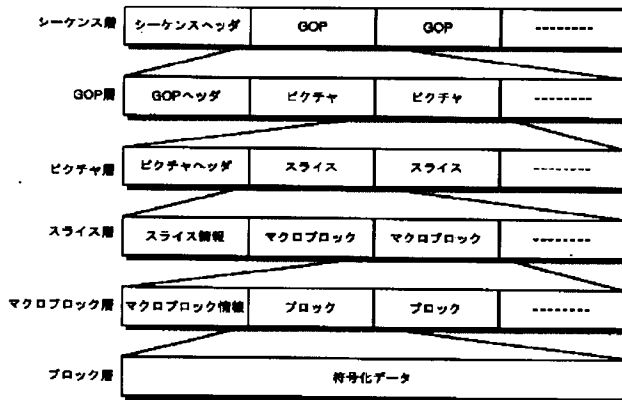 シーケンス層 シーケンスヘッダ GOP GOP --------
GOP層 GOPヘッダ ピクチャ ピクチャ --------
ピクチャ層 ピクチャヘッダ スライス スライス --------
スライス層 スライス情報 マクロブロック マクロブロック --------
マクロブロック層 マクロブロック情報 ブロック ブロック --------
ブロック層 符号化データ